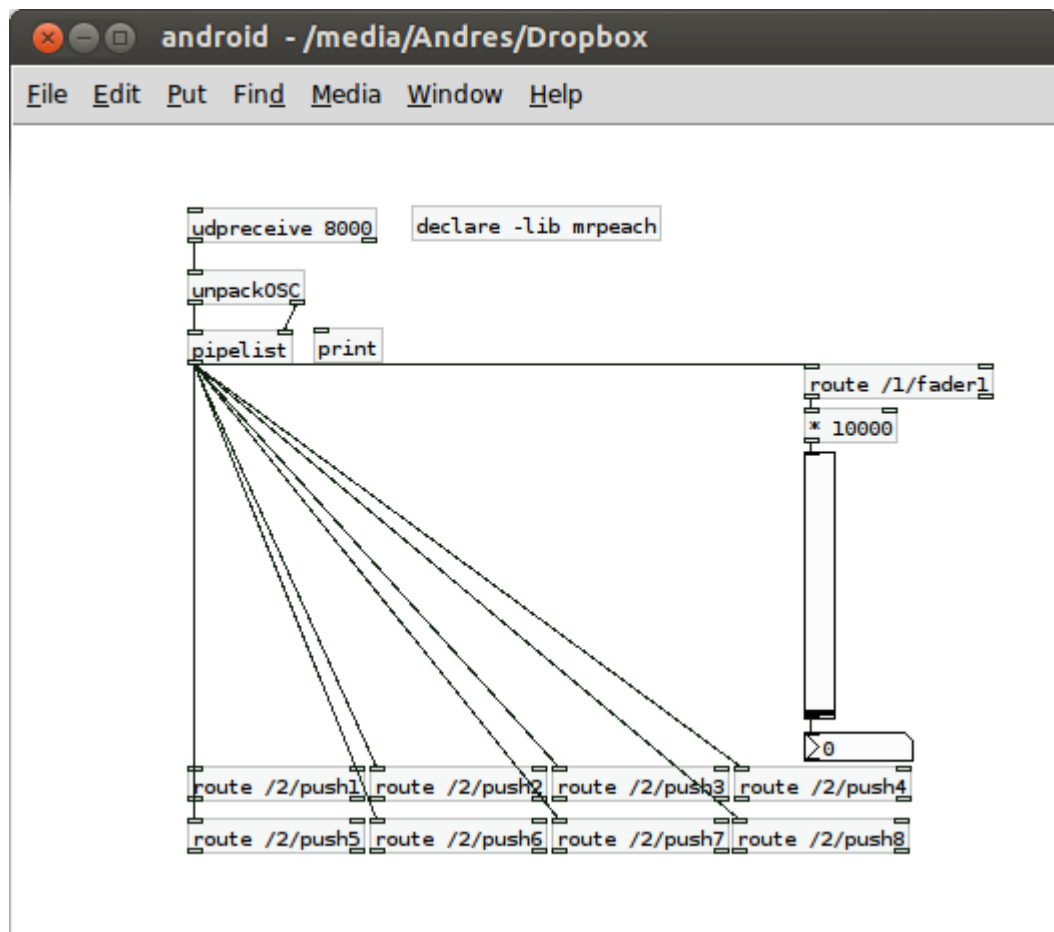 android - /media/Andres/Dropbox
File Edit Put Find Media Window Help
udpreceive 8000
declare -lib mrpeach
unpackOSC
pipelist
print
route /1/fader1
* 10000
0
route /2/push1
route /2/push2
route /2/push3
route /2/push4
route /2/push5
route /2/push6
route /2/push7
route /2/push8